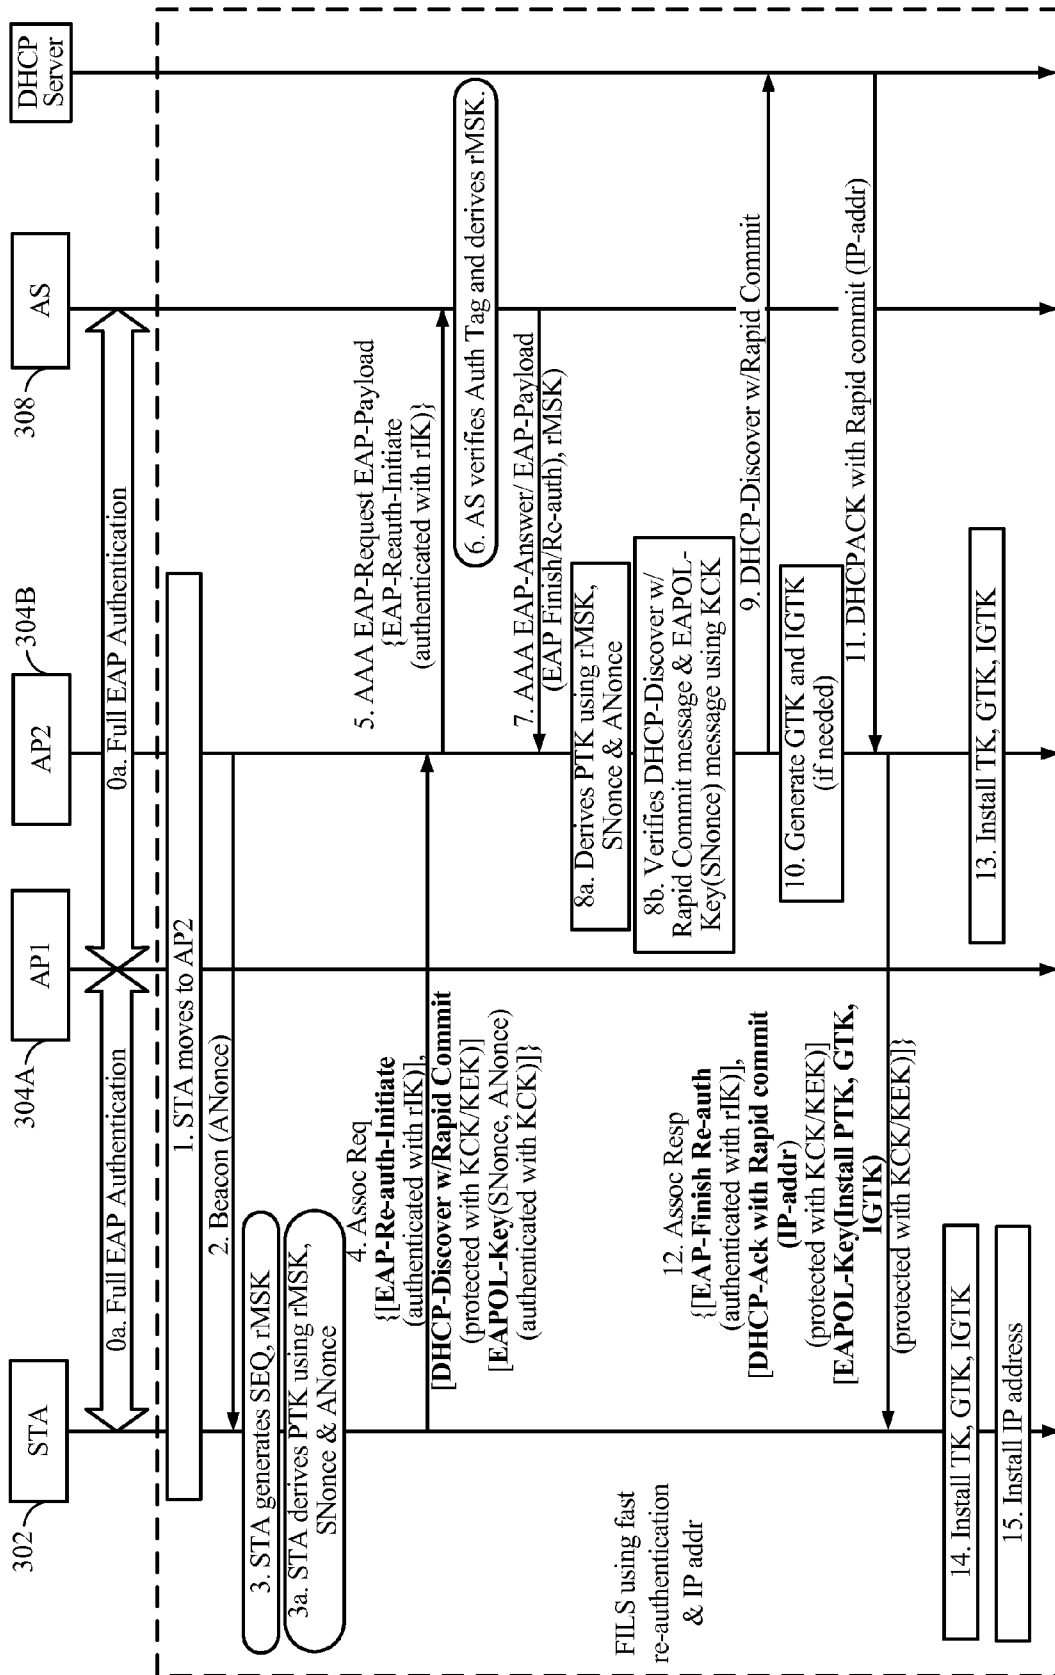 302
STA
304A
AP1
AP2
304B
308
AS
DHCP
Server
0a. Full EAP Authentication
0a. Full EAP Authentication
1. STA moves to AP2
2. Beacon (ANonce)
3. STA generates SEQ, rMSK
3a. STA derives PTK using rMSK,
SNonce & ANonce
4. Assoc Req
{[EAP-Re-auth-Initiate
(authenticated with rIK)],
[DHCP-Discover w/Rapid Commit
(protected with KCK/KEK)]
[EAPOL-Key(SNonce, ANonce)
(authenticated with KCK)]}
5. AAA EAP-Request EAP-Payload
{EAP-Reauth-Initiate
(authenticated with rIK)}
6. AS verifies Auth Tag and derives rMSK.
7. AAA EAP-Answer/ EAP-Payload
(EAP Finish/Re-auth), rMSK)
8a. Derives PTK using rMSK,
SNonce & ANonce
8b. Verifies DHCP-Discover w/
Rapid Commit message & EAPOL-
Key(SNonce) message using KCK
9. DHCP-Discover w/Rapid Commit
10. Generate GTK and IGTK
(if needed)
11. DHCPACK with Rapid commit (IP-addr)
12. Assoc Resp
{[EAP-Finish Re-auth
(authenticated with rIK)],
[DHCP-Ack with Rapid commit
(IP-addr)
(protected with KCK/KEK)]
[EAPOL-Key(Install PTK, GTK,
IGTK)
(protected with KCK/KEK)]}
13. Install TK, GTK, IGTK
14. Install TK, GTK, IGTK
15. Install IP address
FILS using fast
re-authentication
& IP addr